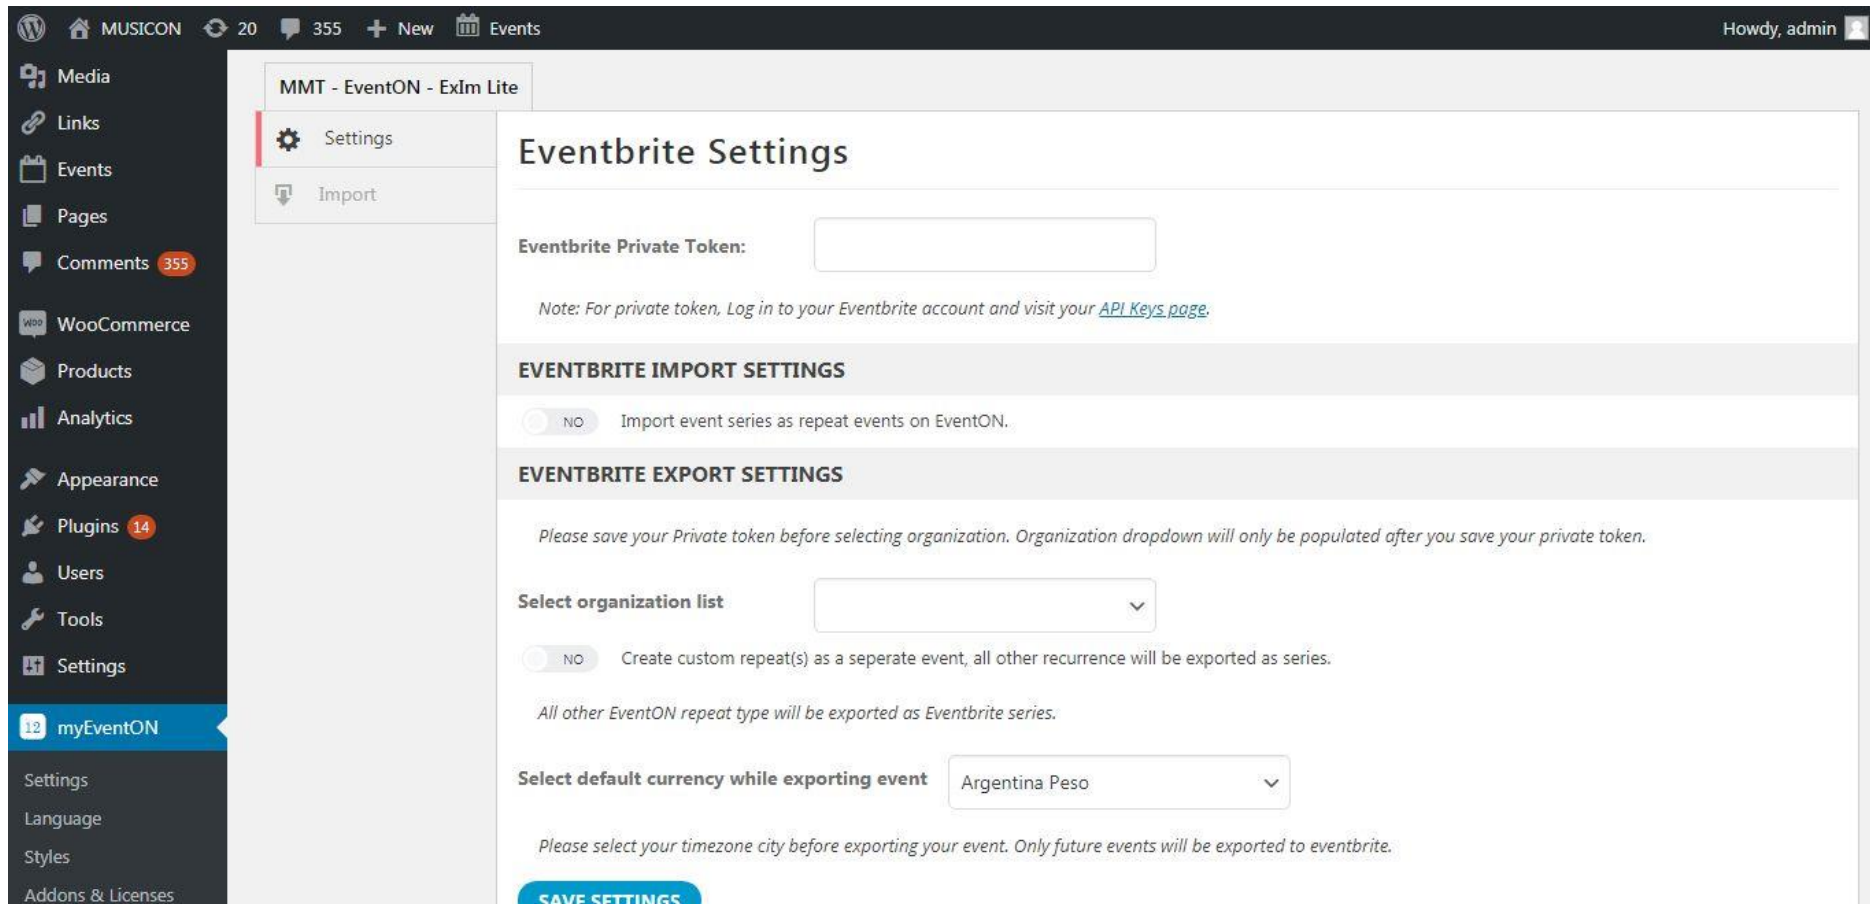 MUSICON 20 355 New Events Howdy, admin
Media
Links
Events
Pages
Comments 355
WooCommerce
Products
Analytics
Appearance
Plugins 14
Users
Tools
Settings
12 myEventON
Settings
Language
Styles
Addons & Licenses
MMT - EventON - ExIm Lite
Settings
Import
Eventbrite Settings
Eventbrite Private Token:
Note: For private token, Log in to your Eventbrite account and visit your API Keys page.
EVENTBRITE IMPORT SETTINGS
NO Import event series as repeat events on EventON.
EVENTBRITE EXPORT SETTINGS
Please save your Private token before selecting organization. Organization dropdown will only be populated after you save your private token.
Select organization list
NO Create custom repeat(s) as a seperate event, all other recurrence will be exported as series.
All other EventON repeat type will be exported as Eventbrite series.
Select default currency while exporting event Argentina Peso
Please select your timezone city before exporting your event. Only future events will be exported to eventbrite.
SAVE SETTINGS